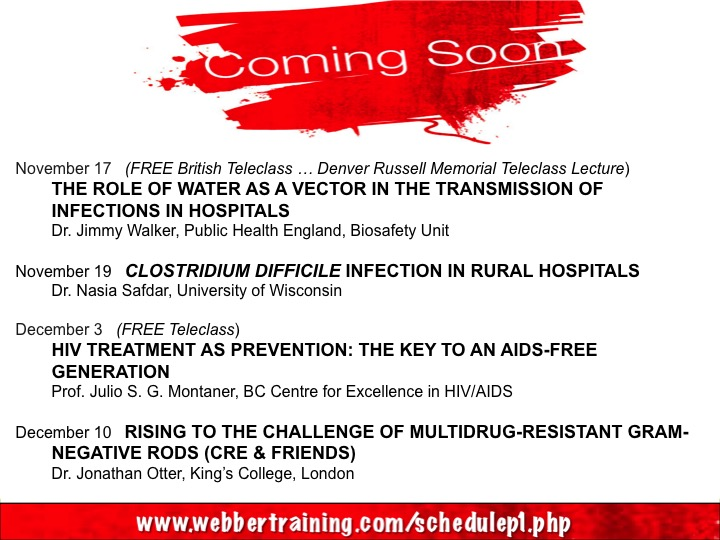 Coming Soon
November 17 (FREE British Teleclass … Denver Russell Memorial Teleclass Lecture)
THE ROLE OF WATER AS A VECTOR IN THE TRANSMISSION OF
INFECTIONS IN HOSPITALS
Dr. Jimmy Walker, Public Health England, Biosafety Unit
November 19 CLOSTRIDIUM DIFFICILE INFECTION IN RURAL HOSPITALS
Dr. Nasia Safdar, University of Wisconsin
December 3 (FREE Teleclass)
HIV TREATMENT AS PREVENTION: THE KEY TO AN AIDS-FREE
GENERATION
Prof. Julio S. G. Montaner, BC Centre for Excellence in HIV/AIDS
December 10 RISING TO THE CHALLENGE OF MULTIDRUG-RESISTANT GRAM-
NEGATIVE RODS (CRE & FRIENDS)
Dr. Jonathan Otter, King’s College, London
www.webbertraining.com/schedulep1.php